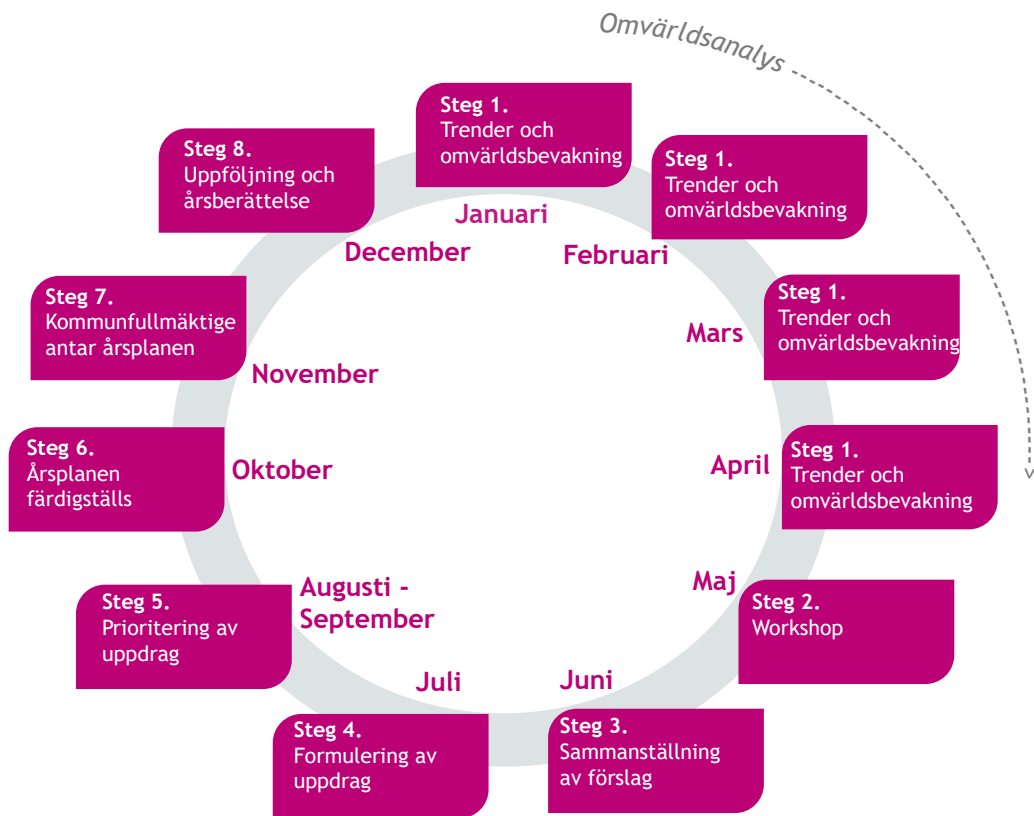 Omvärldsanalys
Steg 1.
Trender och
omvärldsbevakning
Januari
Steg 1.
Trender och
omvärldsbevakning
Februari
Steg 1.
Trender och
omvärldsbevakning
Mars
Steg 1.
Trender och
omvärldsbevakning
April
Steg 2.
Workshop
Maj
Steg 3.
Sammanställning
av förslag
Juni
Steg 4.
Formulering av
uppdrag
Juli
Steg 5.
Prioritering av
uppdrag
Augusti -
September
Steg 6.
Årsplanen
färdigställs
Oktober
Steg 7.
Kommunfullmäktige
antar årsplanen
November
Steg 8.
Uppföljning och
årsberättelse
December